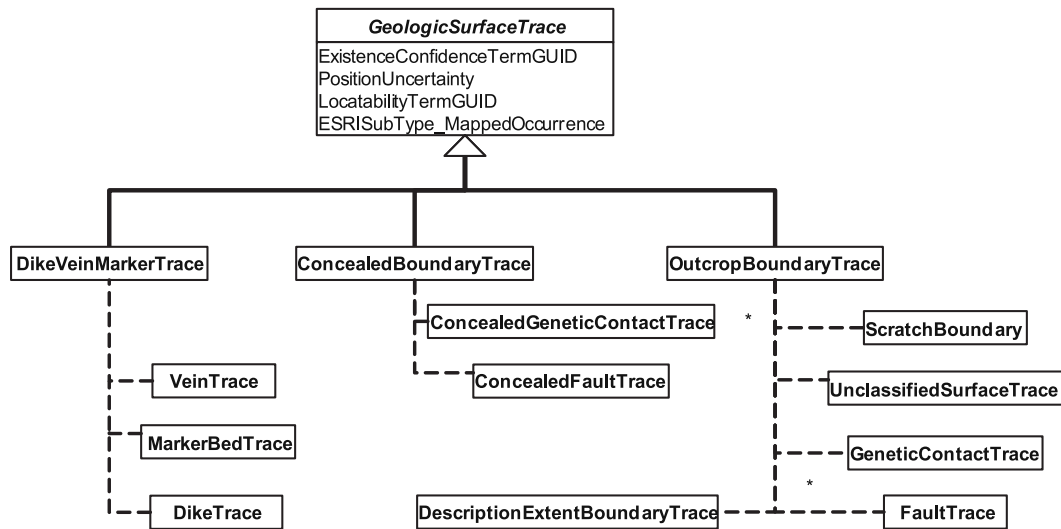 GeologicSurfaceTrace
ExistenceConfidenceTermGUID
PositionUncertainty
LocatabilityTermGUID
ESRISubType_MappedOccurrence
DikeVeinMarkerTrace
ConcealedBoundaryTrace
OutcropBoundaryTrace
ConcealedGeneticContactTrace
*
ScratchBoundary
VeinTrace
ConcealedFaultTrace
UnclassifiedSurfaceTrace
MarkerBedTrace
GeneticContactTrace
*
DikeTrace
DescriptionExtentBoundaryTrace
FaultTrace